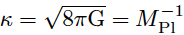 κ = √8πG = M_Pl^-1